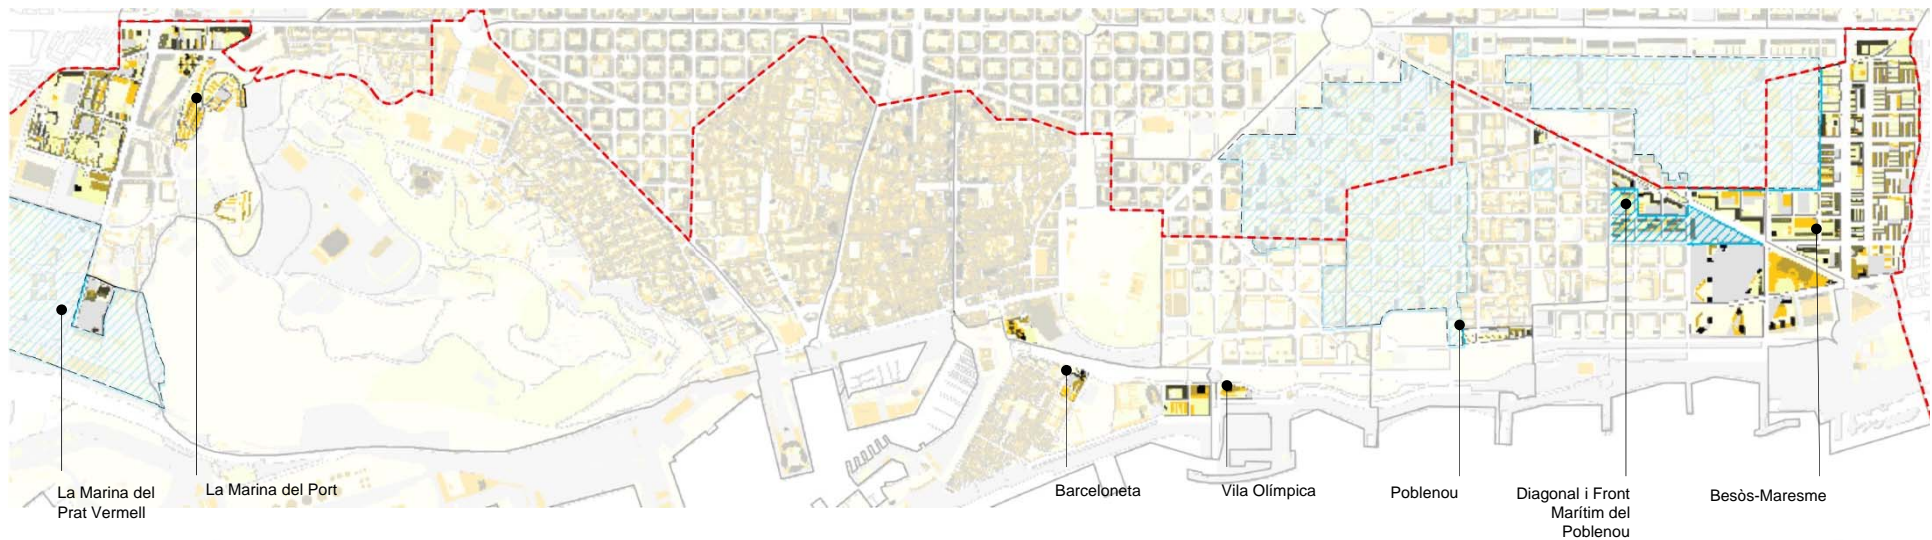 La Marina del
Prat Vermell
La Marina del Port
Barceloneta
Vila Olímpica
Poblenou
Diagonal i Front
Marítim del
Poblenou
Besòs-Maresme